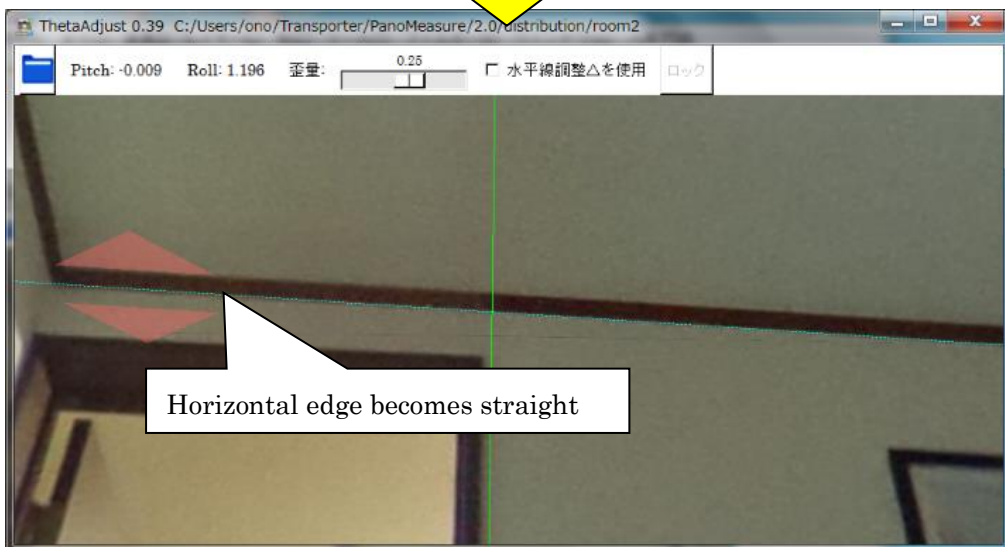 ThetaAdjust 0.39 C:/Users/ono/Transporter/PanoMeasure/2.0/distribution/room2
Pitch: -0.009 Roll: 1.196 歪量: 0.25 水平線調整△を使用 ロック
Horizontal edge becomes straight